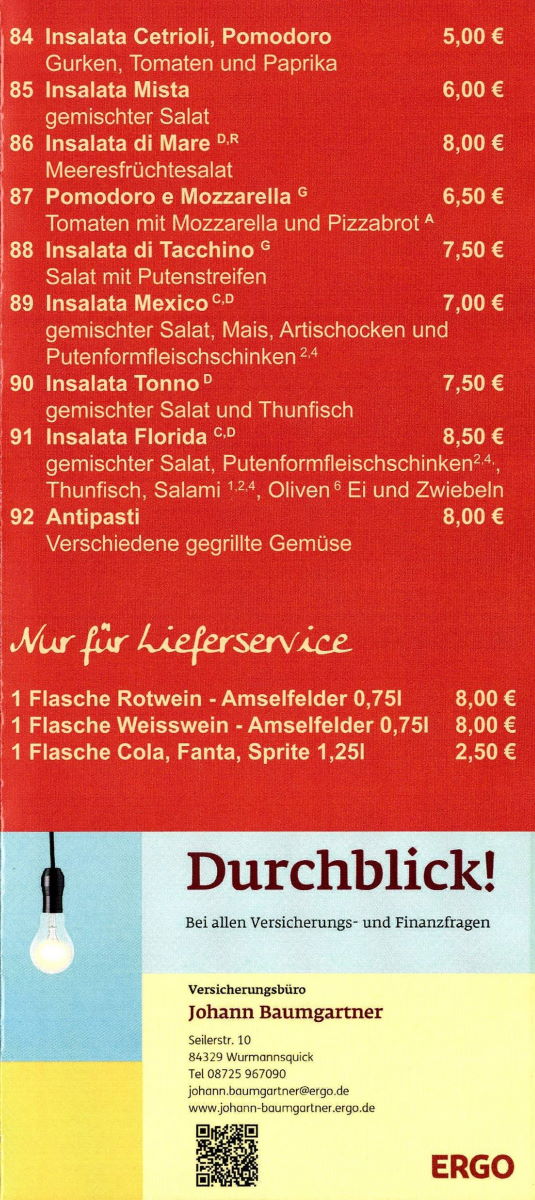 84 Insalata Cetrioli, Pomodoro 5,00 €
Gurken, Tomaten und Paprika
85 Insalata Mista 6,00 €
gemischter Salat
86 Insalata di Mare D,R 8,00 €
Meeresfrüchtesalat
87 Pomodoro e Mozzarella G 6,50 €
Tomaten mit Mozzarella und Pizzabrot A
88 Insalata di Tacchino G 7,50 €
Salat mit Putenstreifen
89 Insalata Mexico C,D 7,00 €
gemischter Salat, Mais, Artischocken und
Putenformfleischschinken 2,4
90 Insalata Tonno D 7,50 €
gemischter Salat und Thunfisch
91 Insalata Florida C,D 8,50 €
gemischter Salat, Putenformfleischschinken2,4,,
Thunfisch, Salami 1,2,4, Oliven 6 Ei und Zwiebeln
92 Antipasti 8,00 €
Verschiedene gegrillte Gemüse
Nur für Lieferservice
1 Flasche Rotwein - Amselfelder 0,75l 8,00 €
1 Flasche Weisswein - Amselfelder 0,75l 8,00 €
1 Flasche Cola, Fanta, Sprite 1,25l 2,50 €
Durchblick!
Bei allen Versicherungs- und Finanzfragen
Versicherungsbüro
Johann Baumgartner
Seilerstr. 10
84329 Wurmannsquick
Tel 08725 967090
johann.baumgartner@ergo.de
www.johann-baumgartner.ergo.de
ERGO